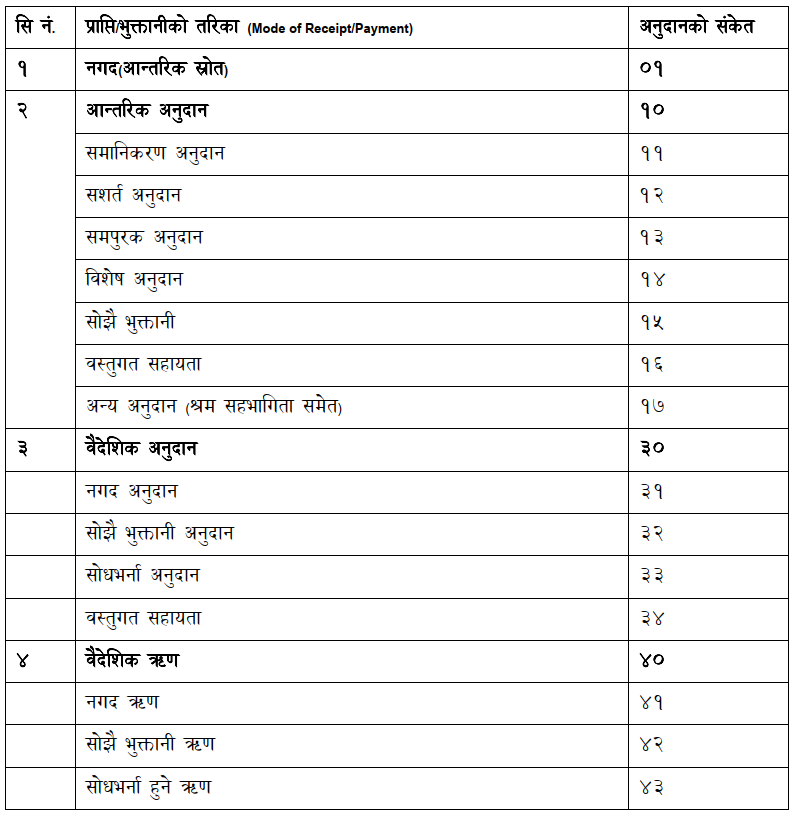 सि नं. प्राप्ति/भुक्तानीको तरिका (Mode of Receipt/Payment) अनुदानको संकेत
१ नगद(आन्तरिक स्रोत) ०१
२ आन्तरिक अनुदान १०
समानिकरण अनुदान ११
सशर्त अनुदान १२
समपुरक अनुदान १३
विशेष अनुदान १४
सोझै भुक्तानी १५
वस्तुगत सहायता १६
अन्य अनुदान (श्रम सहभागिता समेत) १७
३ वैदेशिक अनुदान ३०
नगद अनुदान ३१
सोझै भुक्तानी अनुदान ३२
सोधभर्ना अनुदान ३३
वस्तुगत सहायता ३४
४ वैदेशिक ऋण ४०
नगद ऋण ४१
सोझै भुक्तानी ऋण ४२
सोधभर्ना हुने ऋण ४३